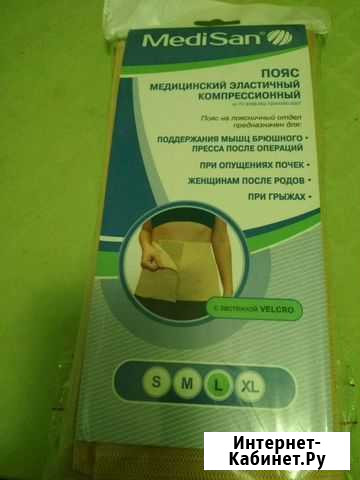 MediSan®
ПОЯС
МЕДИЦИНСКИЙ ЭЛАСТИЧНЫЙ
КОМПРЕССИОННЫЙ
Пояс на поясничный отдел
предназначен для:
ПОДДЕРЖАНИЯ МЫШЦ БРЮШНОГО •
ПРЕССА ПОСЛЕ ОПЕРАЦИЙ
ПРИ ОПУЩЕНИЯХ ПОЧЕК •
ЖЕНЩИНАМ ПОСЛЕ РОДОВ •
ПРИ ГРЫЖАХ •
с застежкой VELCRO
S M L XL
Интернет-
Кабинет.Ру